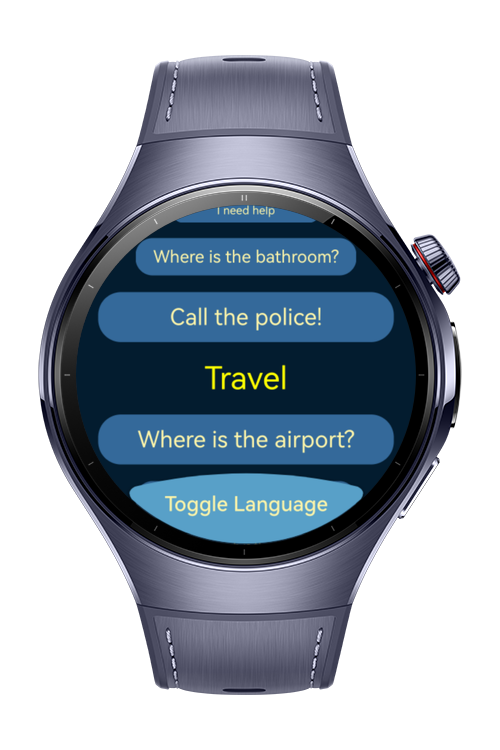 I need help
Where is the bathroom?
Call the police!
Travel
Where is the airport?
Toggle Language